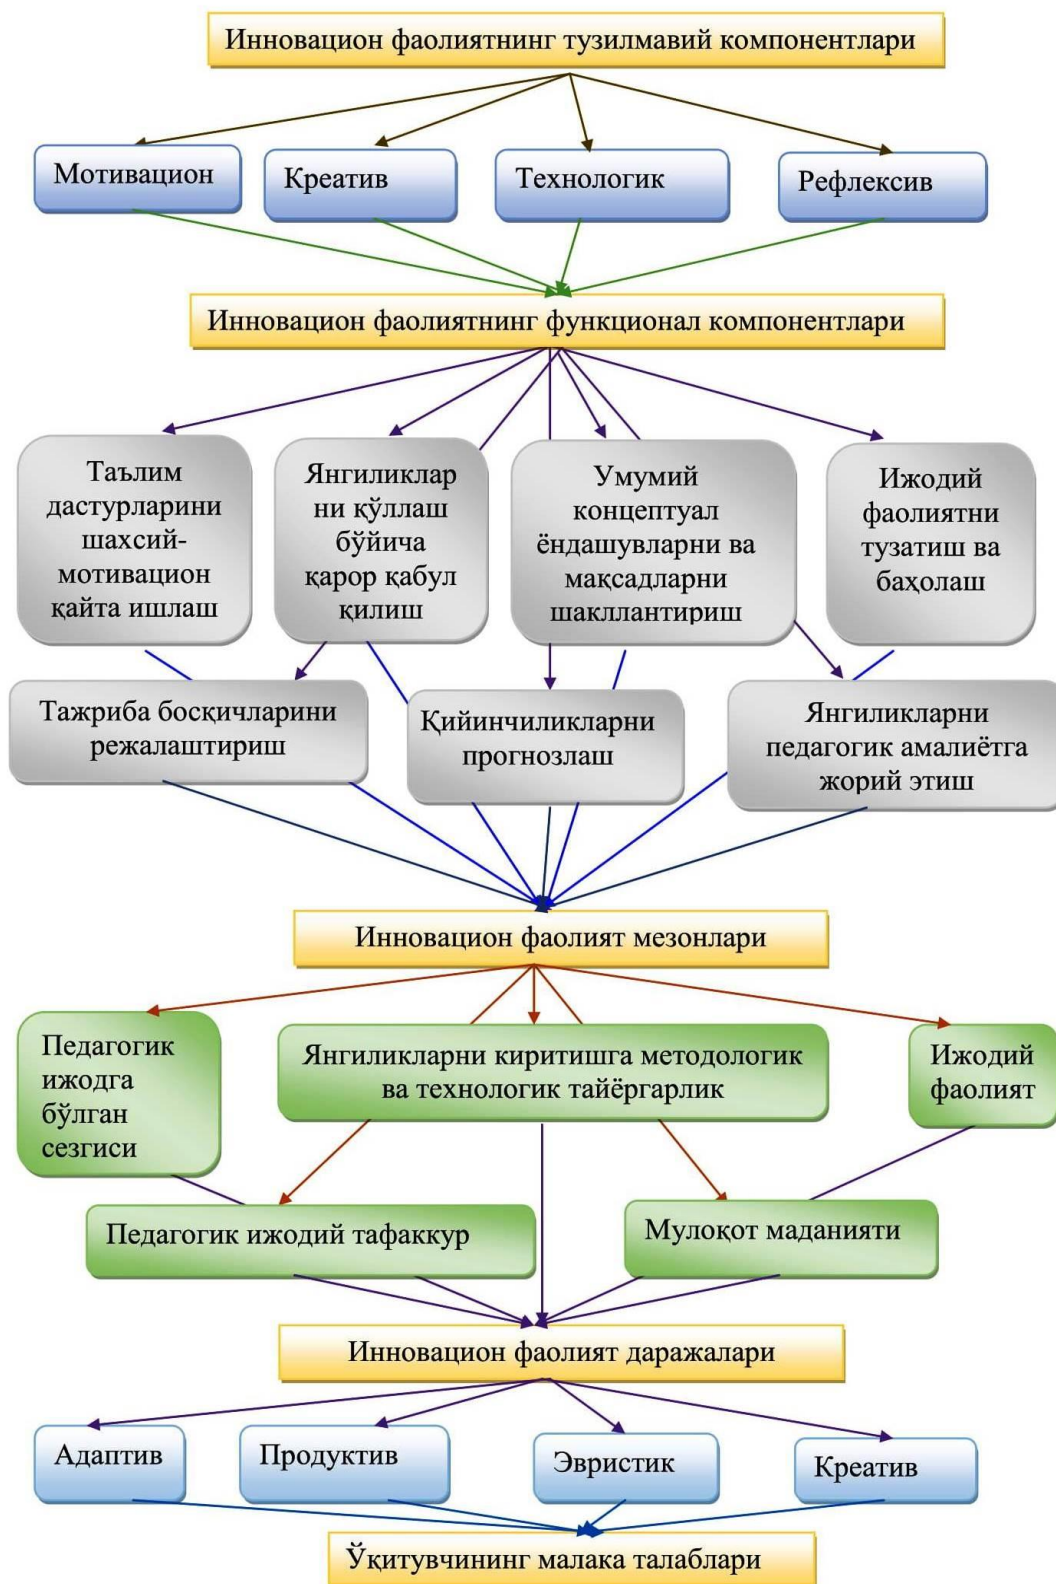 Инновацион фаолиятнинг тузилмавий компонентлари
Мотивацион
Креатив
Технологик
Рефлексив
Инновацион фаолиятнинг функционал компонентлари
Таълим
дастурларини
шахсий-
мотивацион
қайта ишлаш
Янгиликлар
ни қўллаш
бўйича
қарор қабул
қилиш
Умумий
концептуал
ёндашувларни ва
мақсадларни
шакллантириш
Ижодий
фаолиятни
тузатиш ва
баҳолаш
Тажриба босқичларини
режалаштириш
Қийинчиликларни
прогнозлаш
Янгиликларни
педагогик амалиётга
жорий этиш
Инновацион фаолият мезонлари
Педагогик
ижодга
бўлган
сезгиси
Янгиликларни киритишга методологик
ва технологик тайёргарлик
Ижодий
фаолият
Педагогик ижодий тафаккур
Мулоқот маданияти
Инновацион фаолият даражалари
Адаптив
Продуктив
Эвристик
Креатив
Ўқитувчининг малака талаблари